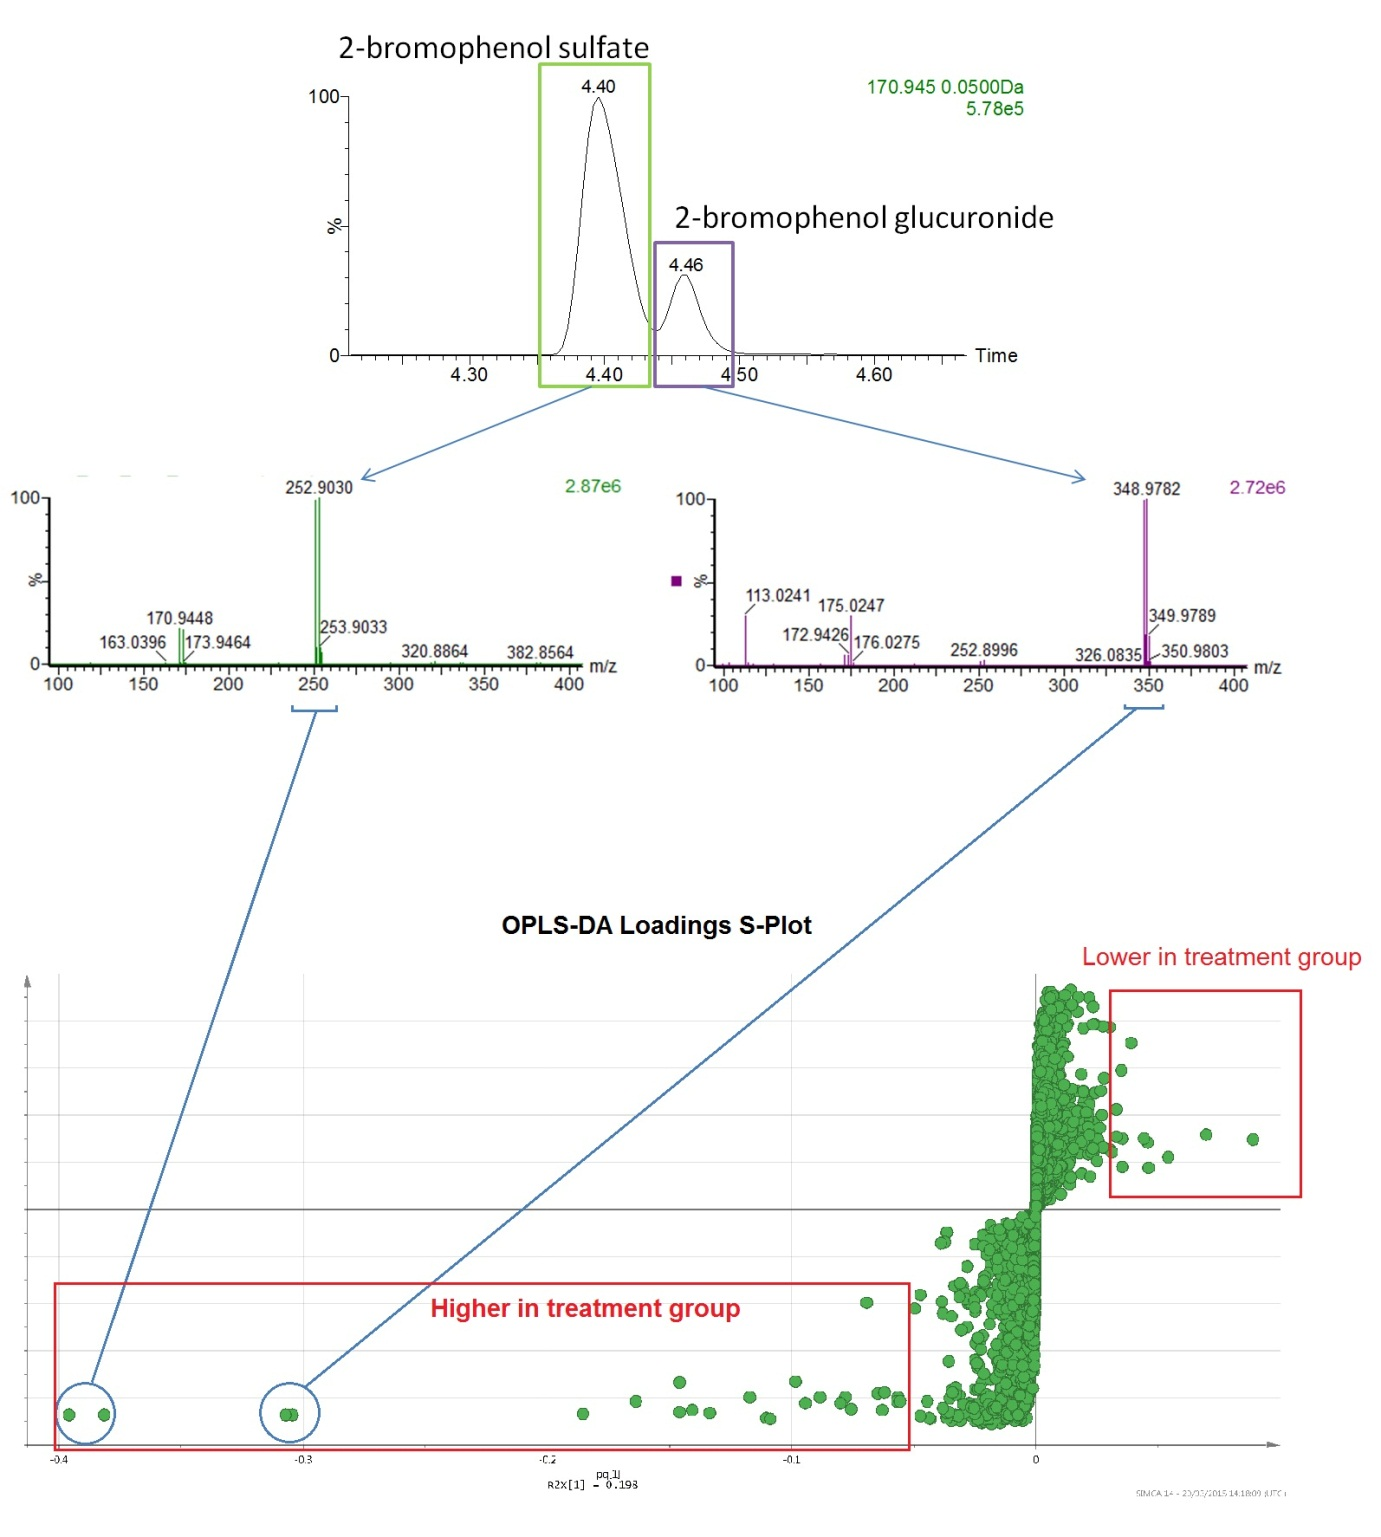 2-bromophenol sulfate
4.40
170.945 0.0500Da
5.78e5
100
%
0
2-bromophenol glucuronide
4.46
Time
4.30 4.40 4.50 4.60
252.9030
2.87e6
100
%
170.9448
163.0396
173.9464
253.9033
320.8864
382.8564
0
m/z
100 150 200 250 300 350 400
348.9782
2.72e6
100
%
113.0241
175.0247
172.9426
176.0275
252.8996
326.0835
349.9789
350.9803
0
m/z
100 150 200 250 300 350 400
OPLS-DA Loadings S-Plot
Lower in treatment group
Higher in treatment group
-0.4 -0.3 -0.2 -0.1 0
R2X[1] = 0.198